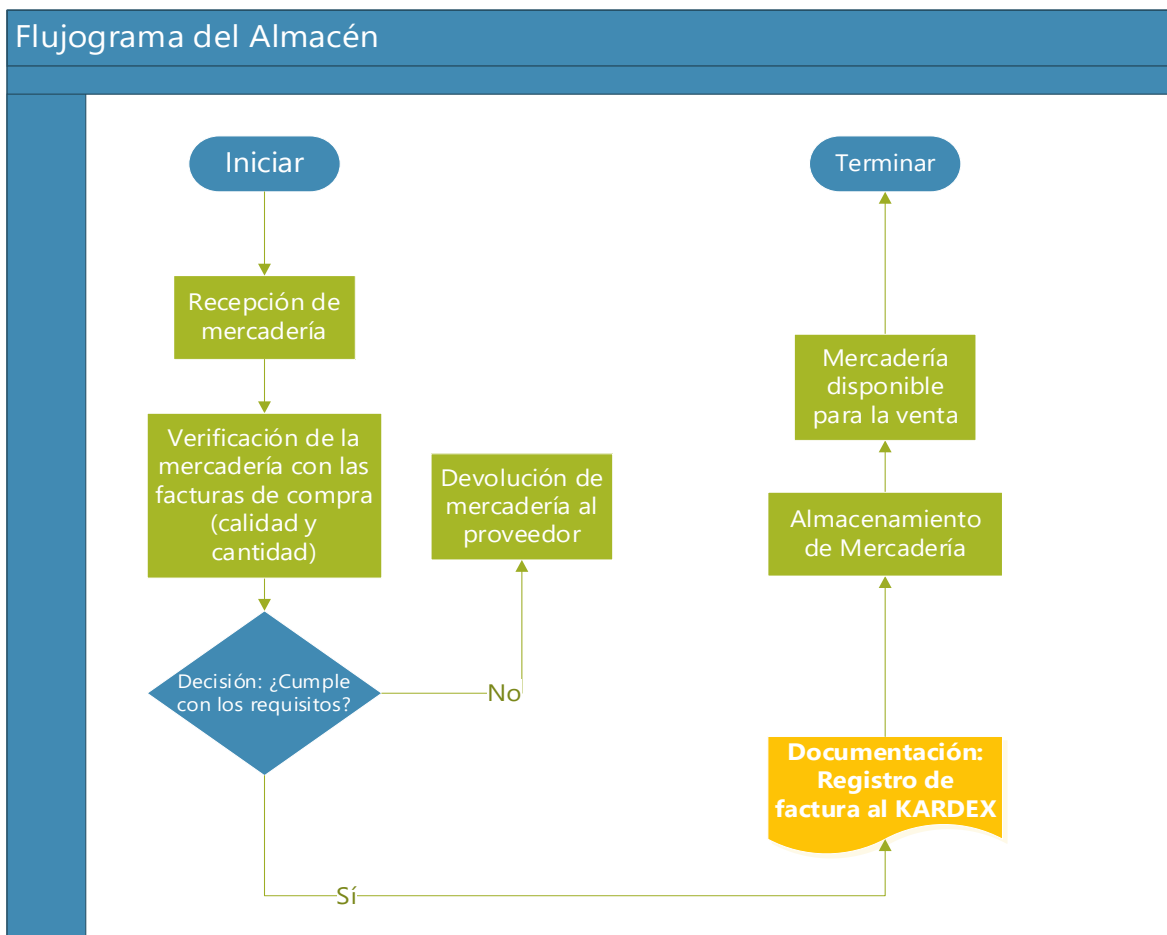 Flujograma del Almacén
Iniciar
Recepción de
mercadería
Verificación de la
mercadería con las
facturas de compra
(calidad y
cantidad)
Decisión: ¿Cumple
con los requisitos?
No
Devolución de
mercadería al
proveedor
Sí
Documentación:
Registro de
factura al KARDEX
Almacenamiento
de Mercadería
Mercadería
disponible
para la venta
Terminar